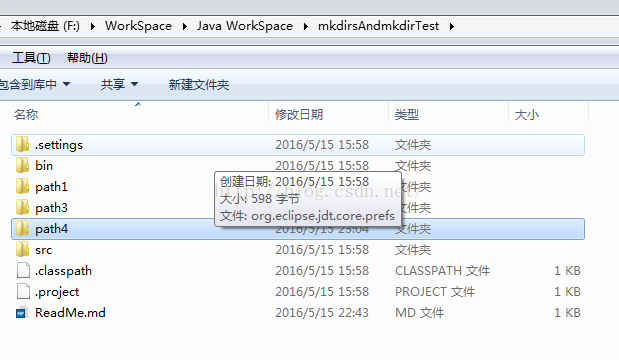 本地磁盘 (F:) WorkSpace Java WorkSpace mkdirsAndmkdirTest
工具(T) 帮助(H)
包含到库中 共享 新建文件夹
名称 修改日期 类型 大小
.settings 2016/5/15 15:58 文件夹
bin 2016/5/15 15:58 文件夹
path1 2016/5/15 15:58 文件夹
path3 文件夹
path4 2016/5/15 23:04 文件夹
src 2016/5/15 15:58 文件夹
.classpath 2016/5/15 15:58 CLASSPATH 文件 1 KB
.project 2016/5/15 15:58 PROJECT 文件 1 KB
ReadMe.md 2016/5/15 22:43 MD 文件 1 KB
创建日期: 2016/5/15 15:58
大小: 598 字节
文件: org.eclipse.jdt.core.prefs
http://blog.csdn.net/